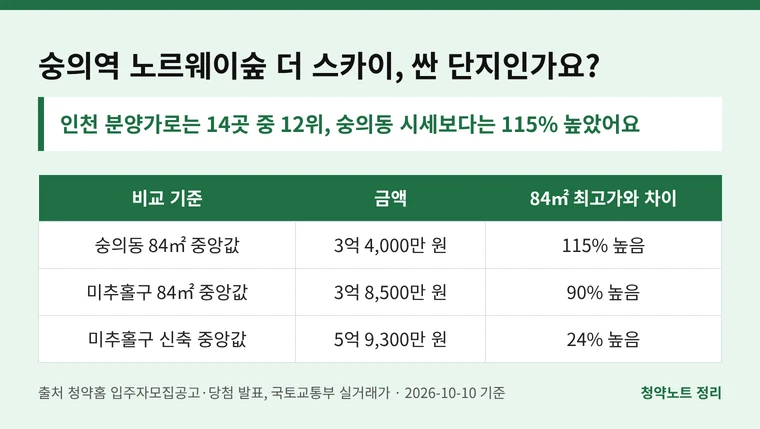 숭의역 노르웨이숲 더 스카이, 싼 단지인가요?
인천 분양가로는 14곳 중 12위, 숭의동 시세보다는 115% 높았어요
비교 기준 금액 84㎡ 최고가와 차이
숭의동 84㎡ 중앙값 3억 4,000만 원 115% 높음
미추홀구 84㎡ 중앙값 3억 8,500만 원 90% 높음
미추홀구 신축 중앙값 5억 9,300만 원 24% 높음
출처 청약홈 입주자모집공고·당첨 발표, 국토교통부 실거래가 · 2026-10-10 기준 청약노트 정리